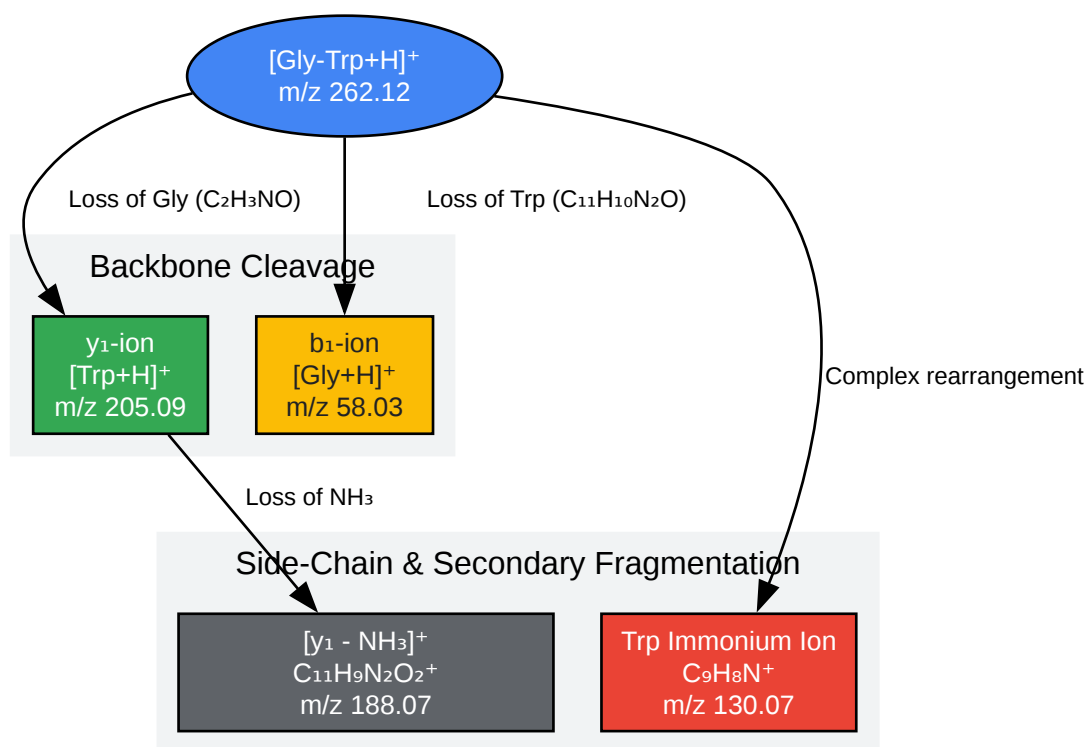 [Gly-Trp+H]⁺
m/z 262.12
Loss of Gly (C₂H₃NO)
Loss of Trp (C₁₁H₁₀N₂O)
Backbone Cleavage
y₁-ion
[Trp+H]⁺
m/z 205.09
b₁-ion
[Gly+H]⁺
m/z 58.03
Complex rearrangement
Loss of NH₃
Side-Chain & Secondary Fragmentation
[y₁ - NH₃]⁺
C₁₁H₉N₂O₂⁺
m/z 188.07
Trp Immonium Ion
C₉H₈N⁺
m/z 130.07